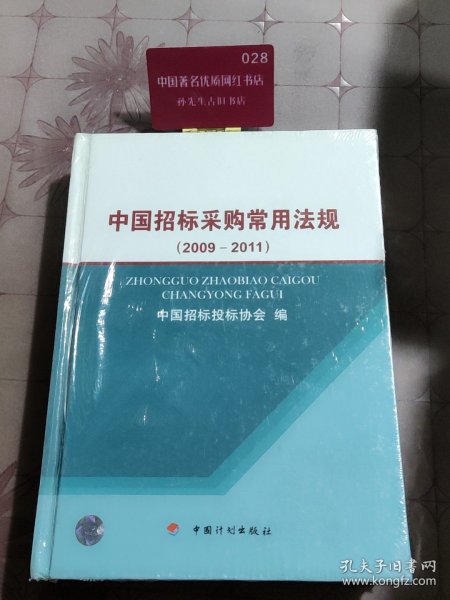 028
中国著名优质网红书店
孙先生古旧书店
中国招标采购常用法规
(2009－2011)
ZHONGGUO ZHAOBIAO CAIGOU
CHANGYONG FAGUI
中国招标投标协会 编
中国计划出版社
孔夫子旧书网
www.kongfz.com